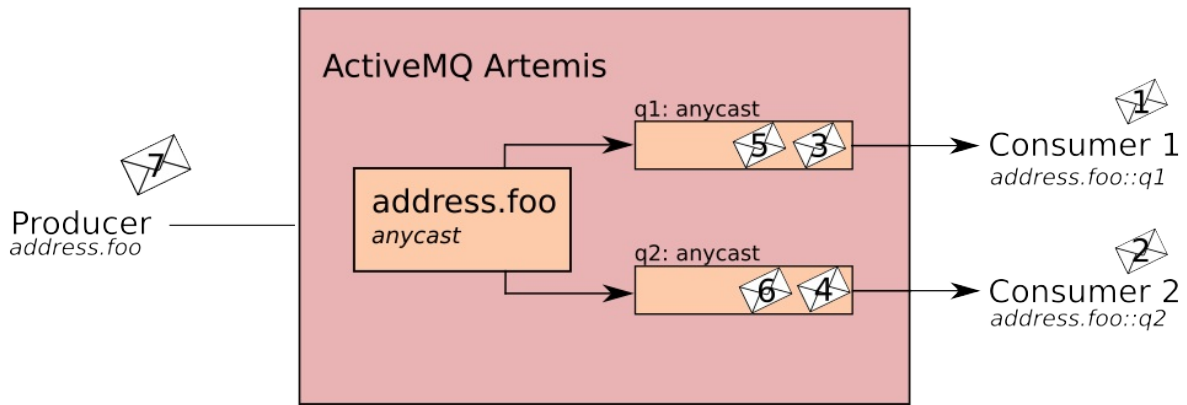 ActiveMQ Artemis
7
Producer
address.foo
address.foo
anycast
q1: anycast
5 3
q2: anycast
6 4
1
Consumer 1
address.foo::q1
2
Consumer 2
address.foo::q2